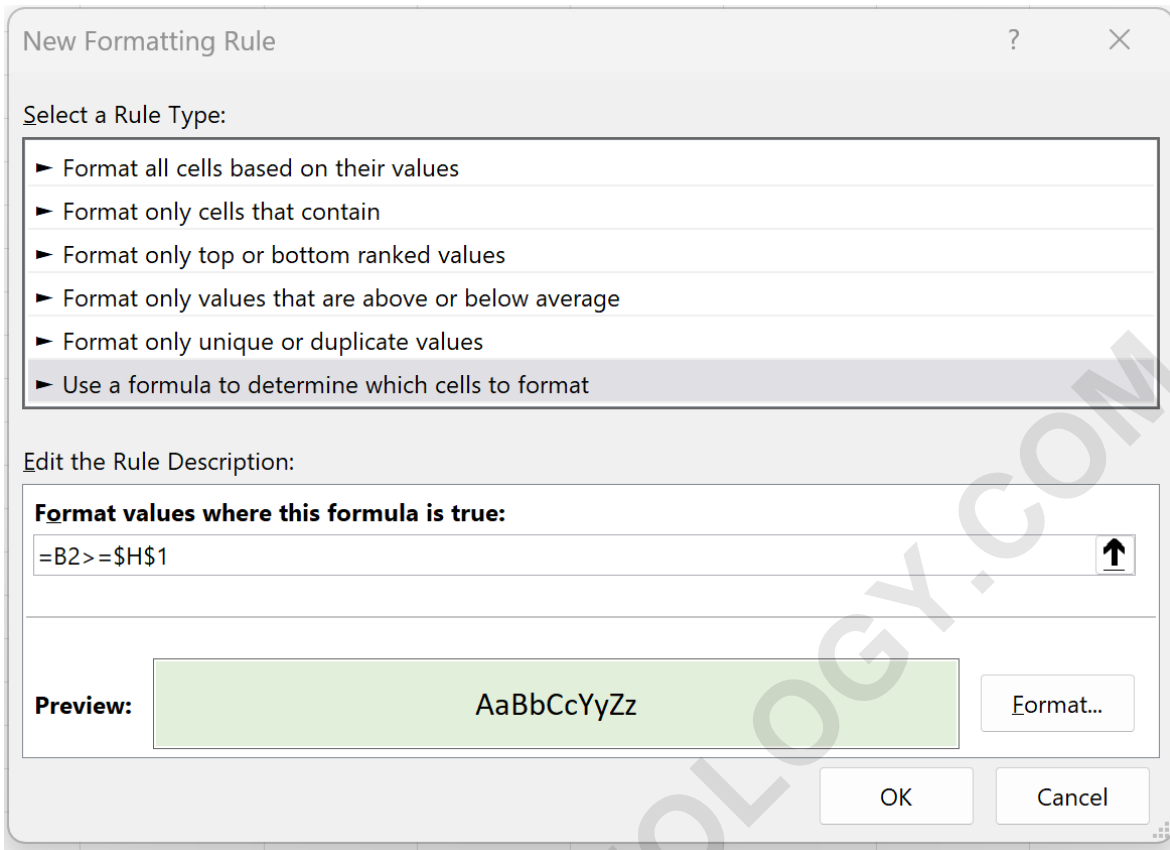 New Formatting Rule ?
Select a Rule Type:
► Format all cells based on their values
► Format only cells that contain
► Format only top or bottom ranked values
► Format only values that are above or below average
► Format only unique or duplicate values
► Use a formula to determine which cells to format
Edit the Rule Description:
Format values where this formula is true:
=B2>=$H$1
Preview:
AaBbCcYyZz
Format...
OK
Cancel
OLOGY.COM